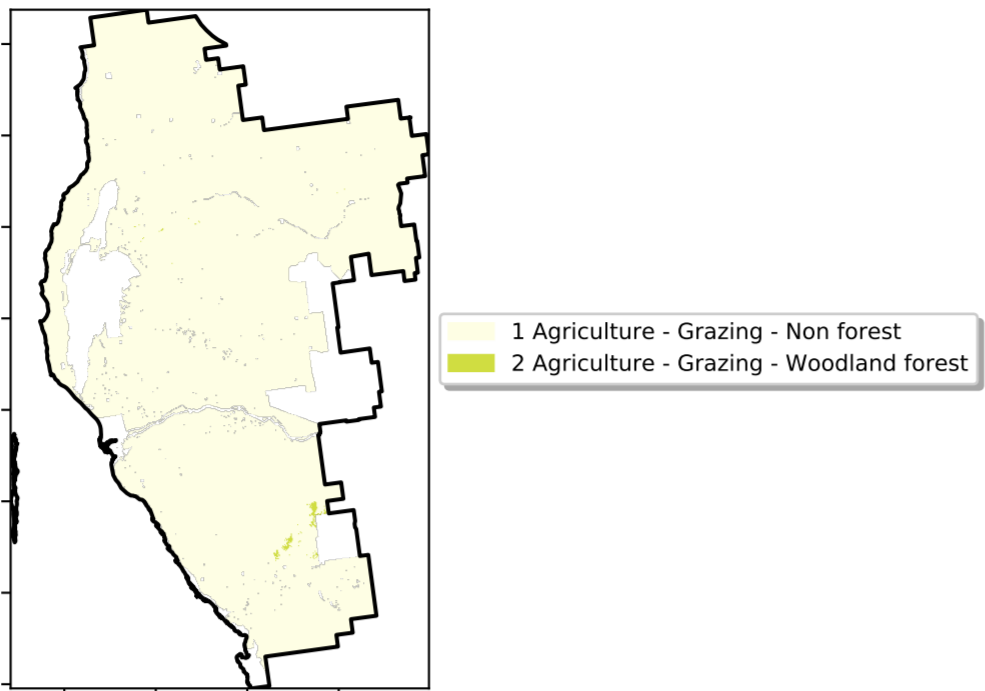 1 Agriculture - Grazing - Non forest
2 Agriculture - Grazing - Woodland forest